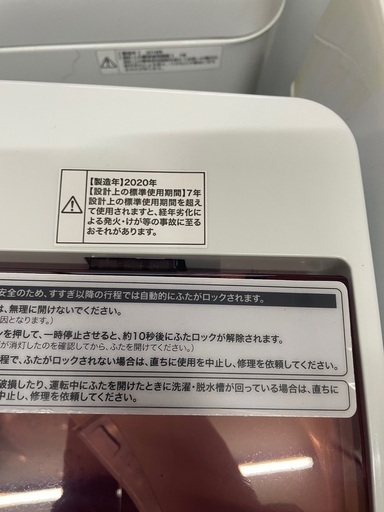 【製造年】2020年
【設計上の標準使用期間】7年
設計上の標準使用期間を超え
て使用されますと、経年劣化に
よる発火・けが等の事故に至る
おそれがあります。
安全のため、すすぎ以降の行程では自動的にふたがロックされます。
は、無理に開けないでください。
因となります。)
ンを押して、一時停止させると、約10秒後にふたロックが解除されます。
が消灯したのを確認してから、ふたを開けてください。)
程で、ふたがロックされない場合は、直ちに使用を中止し、修理を依頼してください。
破損したり、運転中にふたを開けたときに洗濯・脱水槽が回っている場合は、直ちに
中止し、修理を依頼してください。